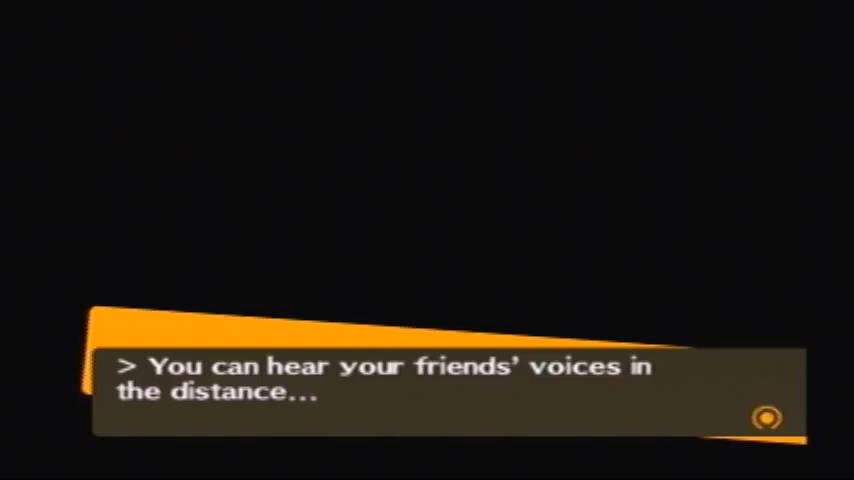 > You can hear your friends’ voices in
the distance...